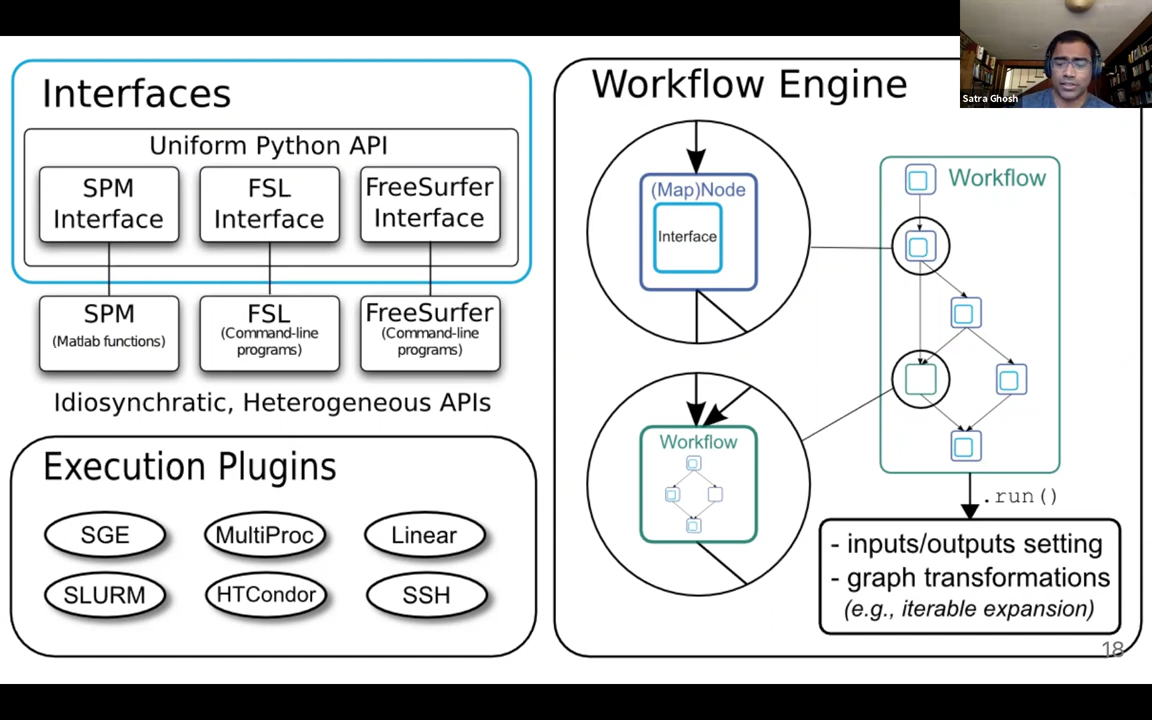 Interfaces
Uniform Python API
SPM
Interface
FSL
Interface
FreeSurfer
Interface
SPM
(Matlab functions)
FSL
(Command-line
programs)
FreeSurfer
(Command-line
programs)
Idiosynchratic, Heterogeneous APIs
Execution Plugins
SGE
MultiProc
Linear
SLURM
HTCondor
SSH
Workflow Engine
(Map)Node
Interface
Workflow
Workflow
.run()
- inputs/outputs setting
- graph transformations
(e.g., iterable expansion)
18
Satra Ghosh